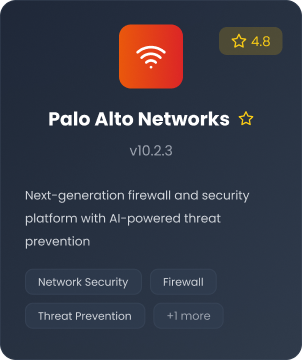 4.8
Palo Alto Networks
v10.2.3
Next-generation firewall and security
platform with AI-powered threat
prevention
Network Security
Firewall
Threat Prevention
+1 more